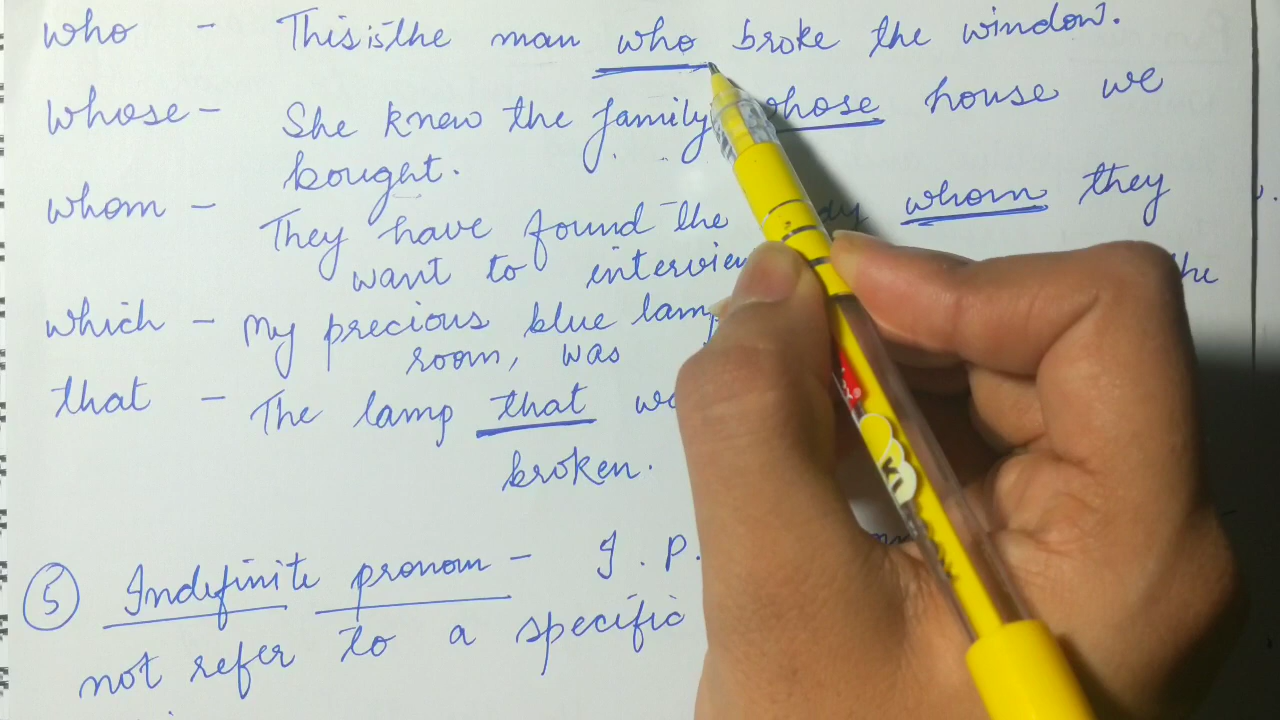 who - This is the man who broke the window.
whose - She knew the family whose house we
bought.
whom - They have found the whom they
want to interview
which - My precious blue lamp the
room, was
that - The lamp that
broken.
5 Indefinite pronoun - I. P.
not refer to a specific